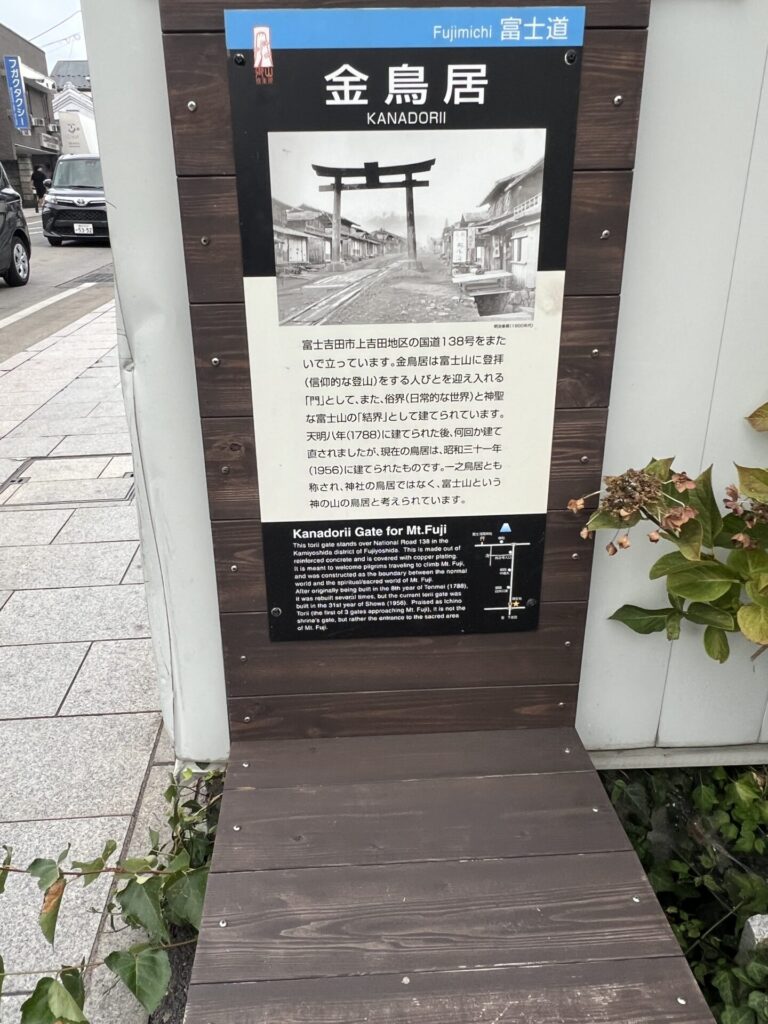 Fujimichi 富士道
金鳥居
KANADORII
明治後期(1900年代)
富士吉田市上吉田地区の国道138号をまた
いで立っています。金鳥居は富士山に登拝
(信仰的な登山)をする人びとを迎え入れる
「門」として、また、俗界(日常的な世界)と神聖
な富士山の「結界」として建てられています。
天明八年(1788)に建てられた後、何回か建て
直されましたが、現在の鳥居は、昭和三十一年
(1956)に建てられたものです。一之鳥居とも
称され、神社の鳥居ではなく、富士山という
神の山の鳥居と考えられています。
Kanadorii Gate for Mt.Fuji
This torii gate stands over National Road 138 in the
Kamiyoshida district of Fujiyoshida. This is made out of
reinforced concrete and is covered with copper plating.
It is meant to welcome pilgrims traveling to climb Mt. Fuji,
and was constructed as the boundary between the normal
world and the spiritual/sacred world of Mt. Fuji.
After originally being built in the 8th year of Tenmei (1788),
it was rebuilt several times, but the current torii gate was
built in the 31st year of Showa (1956). Praised as Ichino
Torii (the first of 3 gates approaching Mt. Fuji), it is not the
shrine's gate, but rather the entrance to the sacred area
of Mt. Fuji.
フガクタクシー